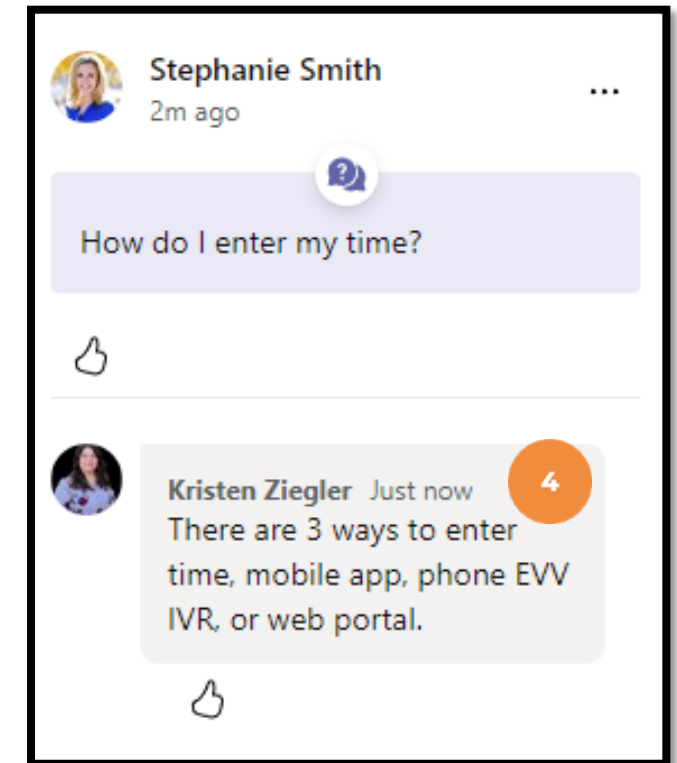 Stephanie Smith
...
2m ago
?
How do I enter my time?
4
Kristen Ziegler Just now
There are 3 ways to enter
time, mobile app, phone EVV
IVR, or web portal.